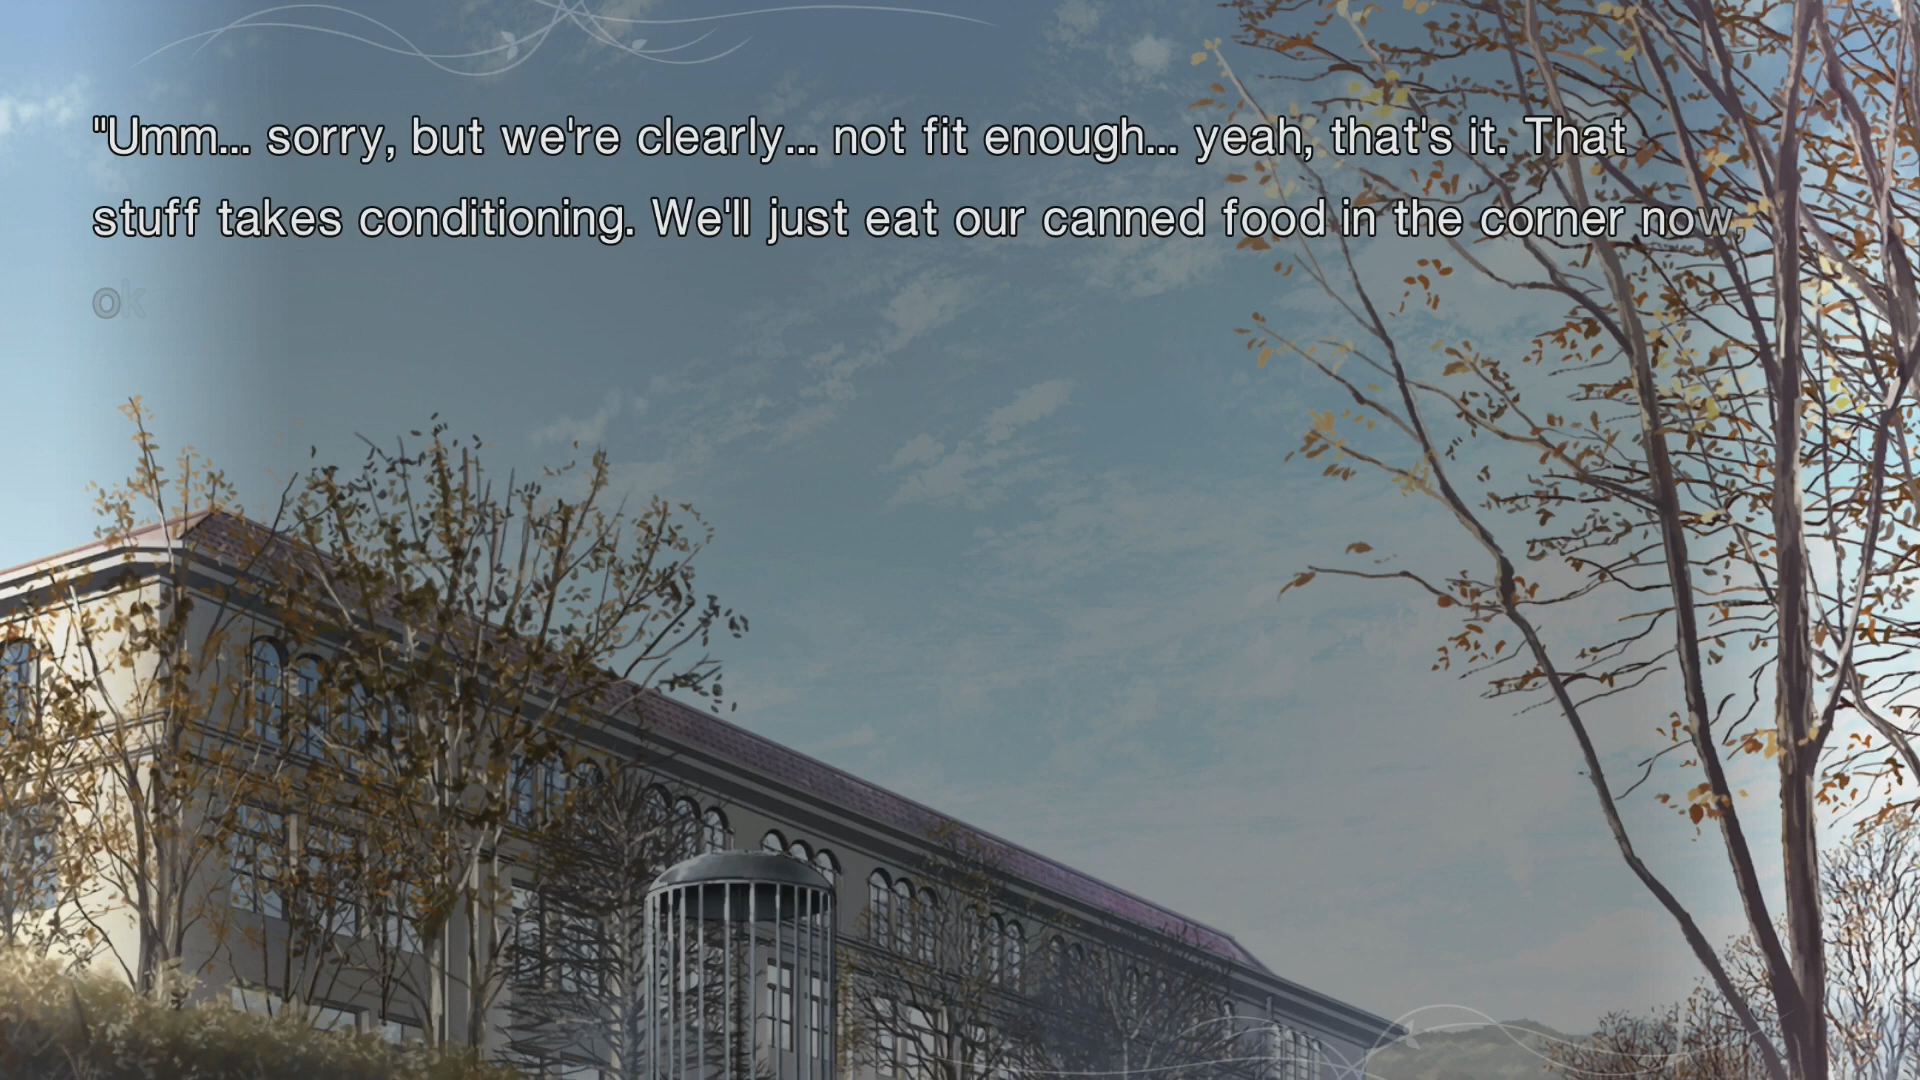 "Umm... sorry, but we're clearly... not fit enough... yeah, that's it. That
stuff takes conditioning. We'll just eat our canned food in the corner now,
ok